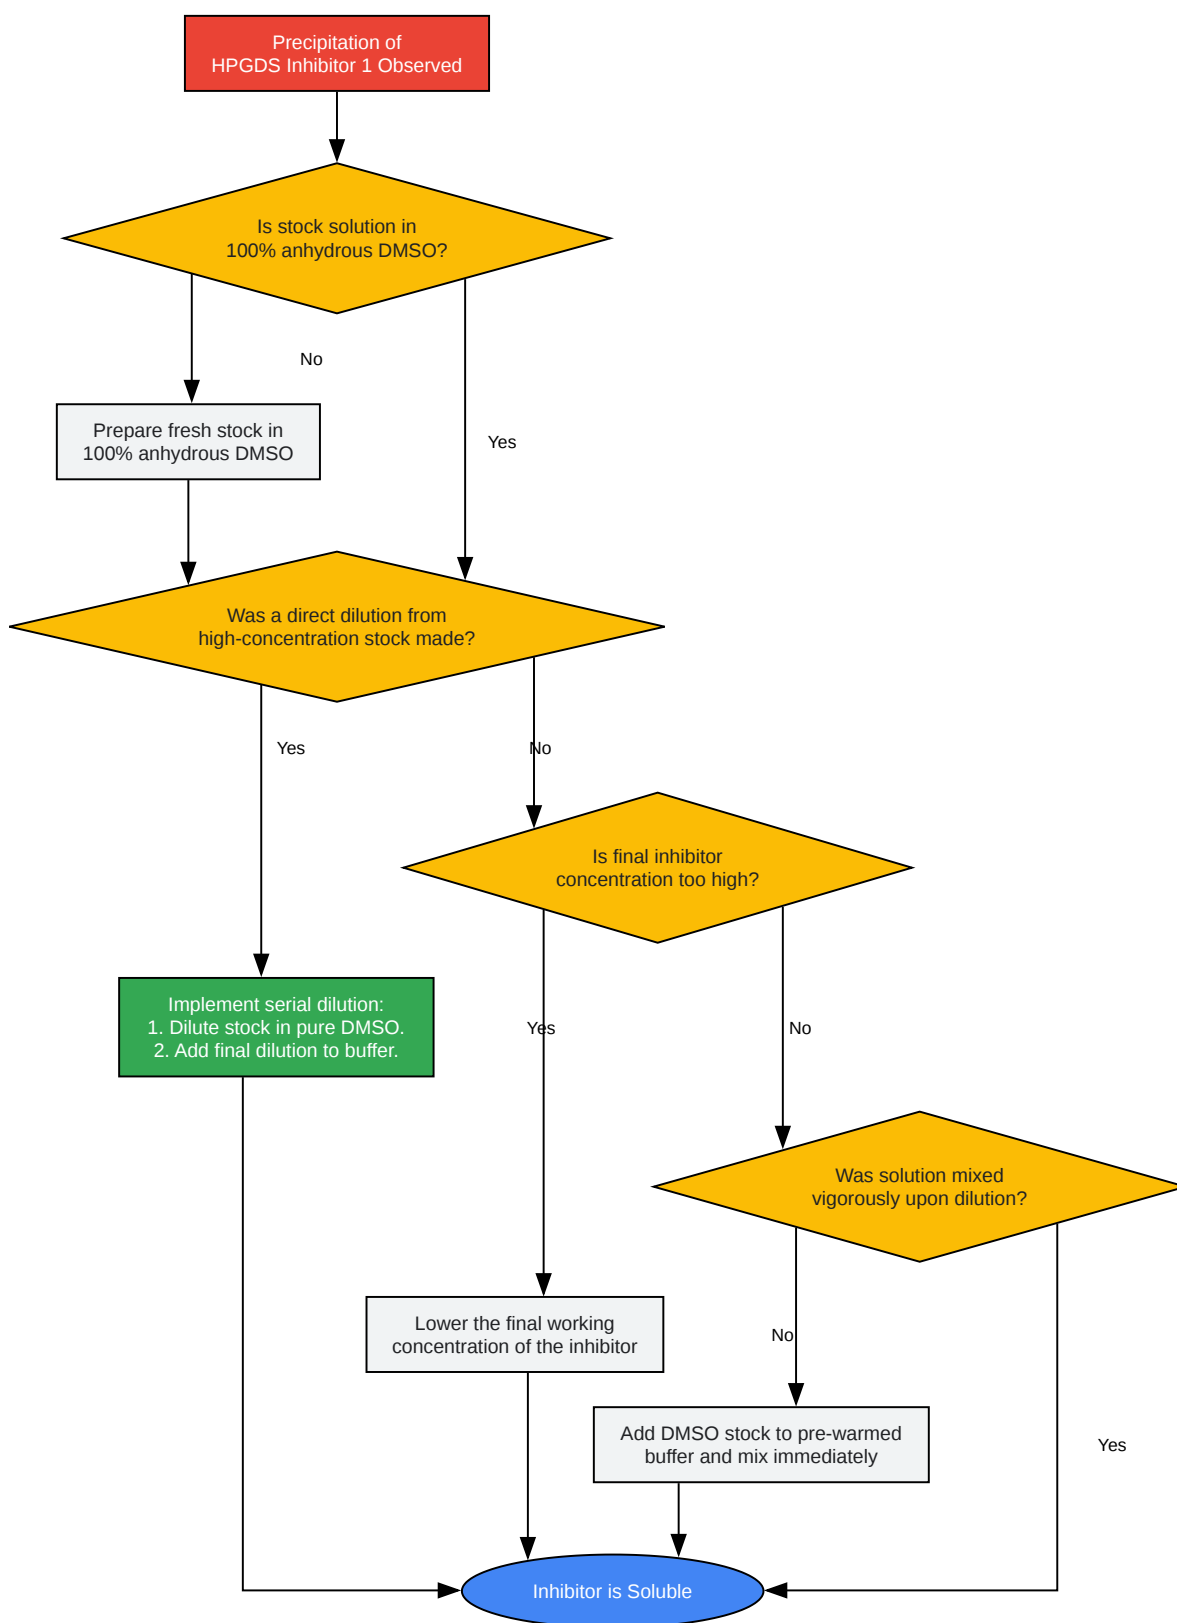 Precipitation of
HPGDS Inhibitor 1 Observed
Is stock solution in
100% anhydrous DMSO?
No
Prepare fresh stock in
100% anhydrous DMSO
Yes
Was a direct dilution from
high-concentration stock made?
Yes
No
Is final inhibitor
concentration too high?
Implement serial dilution:
1. Dilute stock in pure DMSO.
2. Add final dilution to buffer.
Yes
No
Was solution mixed
vigorously upon dilution?
Lower the final working
concentration of the inhibitor
No
Add DMSO stock to pre-warmed
buffer and mix immediately
Yes
Inhibitor is Soluble